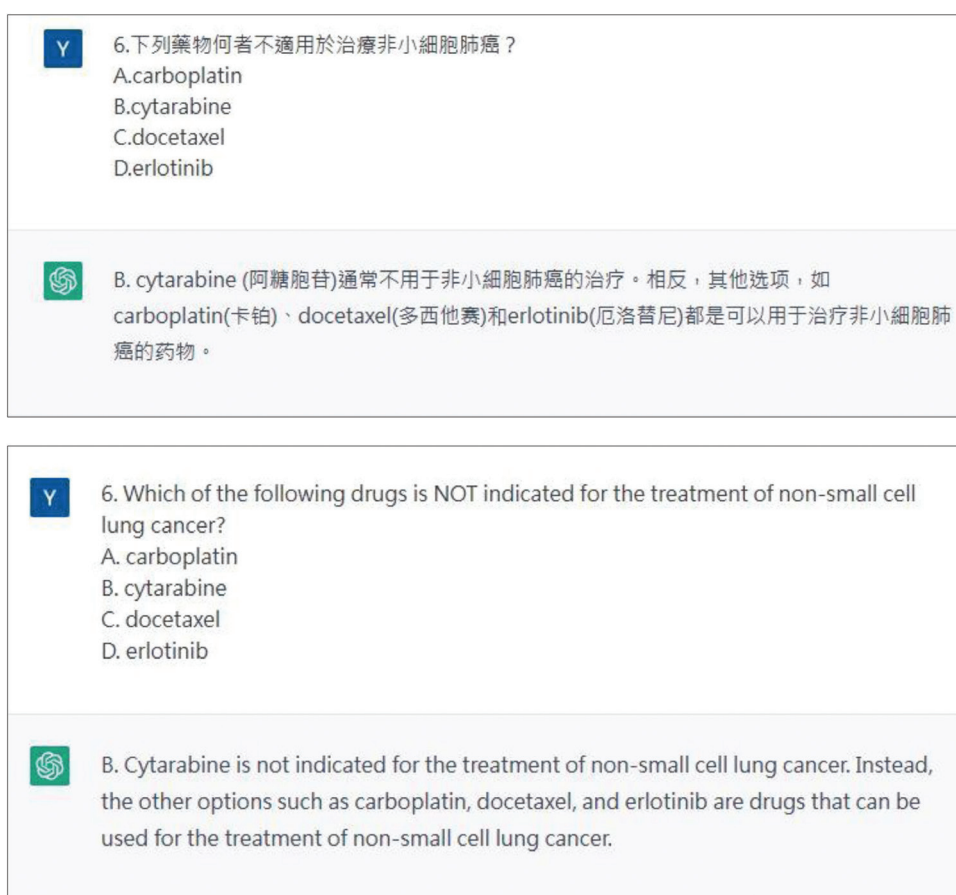 Y
6.下列藥物何者不適用於治療非小細胞肺癌？
A.carboplatin
B.cytarabine
C.docetaxel
D.erlotinib
B. cytarabine (阿糖胞苷)通常不用于非小細胞肺癌的治疗。相反，其他选项，如
carboplatin(卡铂)、docetaxel(多西他赛)和erlotinib(厄洛替尼)都是可以用于治疗非小細胞肺
癌的药物。
Y
6. Which of the following drugs is NOT indicated for the treatment of non-small cell
lung cancer?
A. carboplatin
B. cytarabine
C. docetaxel
D. erlotinib
B. Cytarabine is not indicated for the treatment of non-small cell lung cancer. Instead,
the other options such as carboplatin, docetaxel, and erlotinib are drugs that can be
used for the treatment of non-small cell lung cancer.